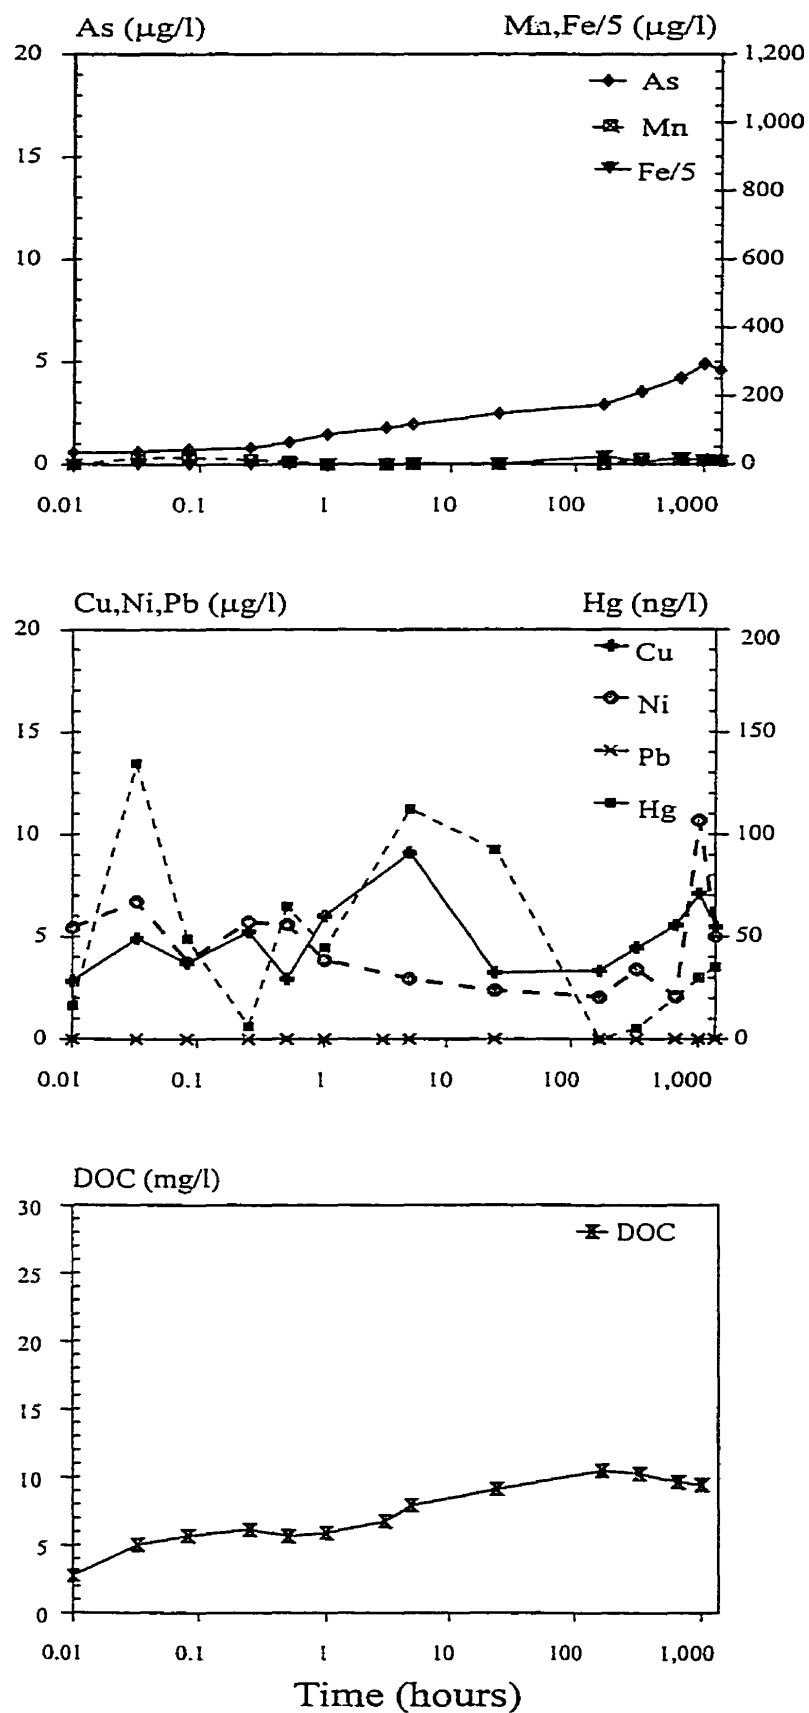 As (µg/l) Mn,Fe/5 (µg/l)
20 1,200
As
Mn 1,000
15
Fe/5 800
10 600
400
5
200
0 0
0.01 0.1 1 10 100 1,000
Cu,Ni,Pb (µg/l) Hg (ng/l)
20 200
Cu
Ni
15 150
Pb
Hg
10 100
5 50
0 0
0.01 0.1 1 10 100 1,000
DOC (mg/l)
30
DOC
25
20
15
10
5
0
0.01 0.1 1 10 100 1,000
Time (hours)